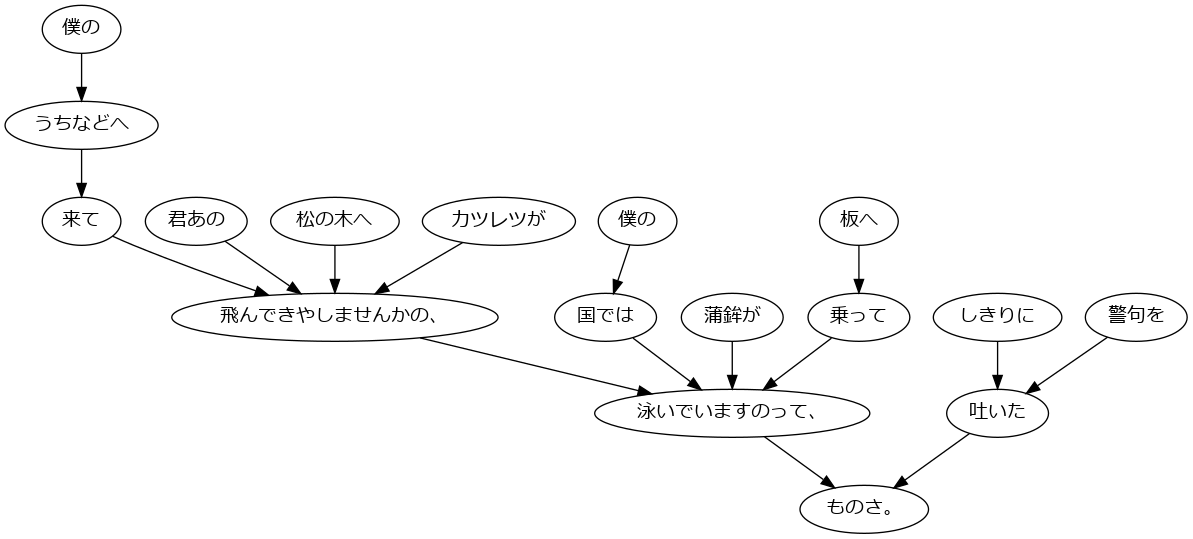 僕の
うちなどへ
来て
君あの
松の木へ
カツレツが
僕の
板へ
飛んできやしませんかの、
国では
蒲鉾が
乗って
しきりに
警句を
泳いでいますのって、
吐いた
ものさ。